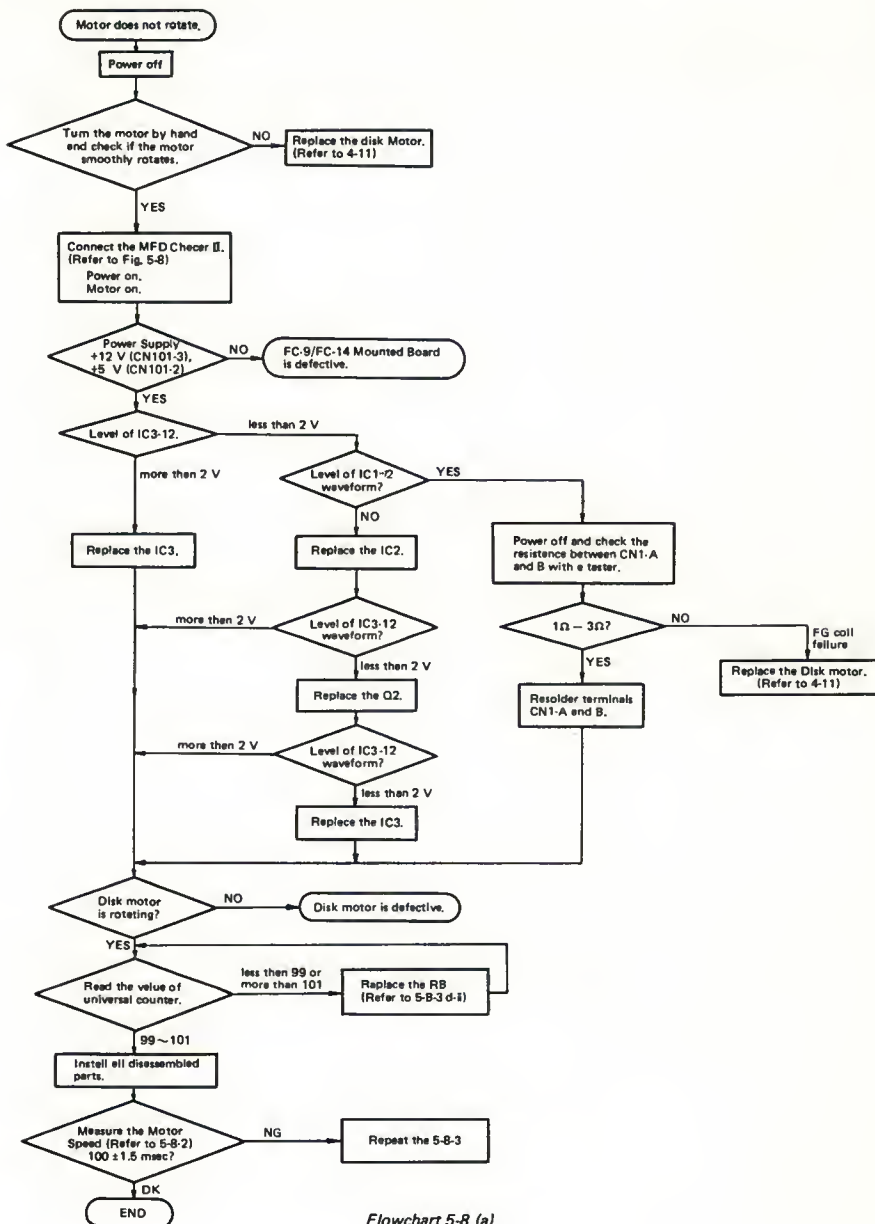 Motor does not rotate.
Power off
Turn the motor by hand
end check if the motor
smoothly rotates.
NO
Replace the disk Motor.
(Refer to 4-11)
YES
Connect the MFD Checer II.
(Refer to Fig. 5-8)
Power on.
Motor on.
Power Supply
+12 V (CN101-3),
+5 V (CN101-2)
NO
FC-9/FC-14 Mounted Board
is defective.
YES
Level of IC3-12.
less than 2 V
more then 2 V
Level of IC1-2
waveform?
YES
NO
Replace the IC3.
Replace the IC2.
Power off and check the
resistence between CN1-A
and B with e tester.
more then 2 V
Level of IC3-12
waveform?
1Ω — 3Ω?
NO
FG coll
failure
less then 2 V
YES
Replace the Disk motor.
(Refer to 4-11)
Replace the Q2.
Resolder terminals
CN1-A and B.
more then 2 V
Level of IC3-12
waveform?
less then 2 V
Replace the IC3.
Disk motor
is roteting?
NO
Disk motor is defective.
YES
Read the value of
universal counter.
less then 99 or
more than 101
Raplace the RB
(Refer to 5-8-3 d-ii)
99～101
Instell ell disessembled
parts.
Measure the Motor
Speed (Refer to 5-8-2)
100 ±1.5 msec?
NG
Repeat the 5-8-3
DK
END
Flowchart 5-8 (a)